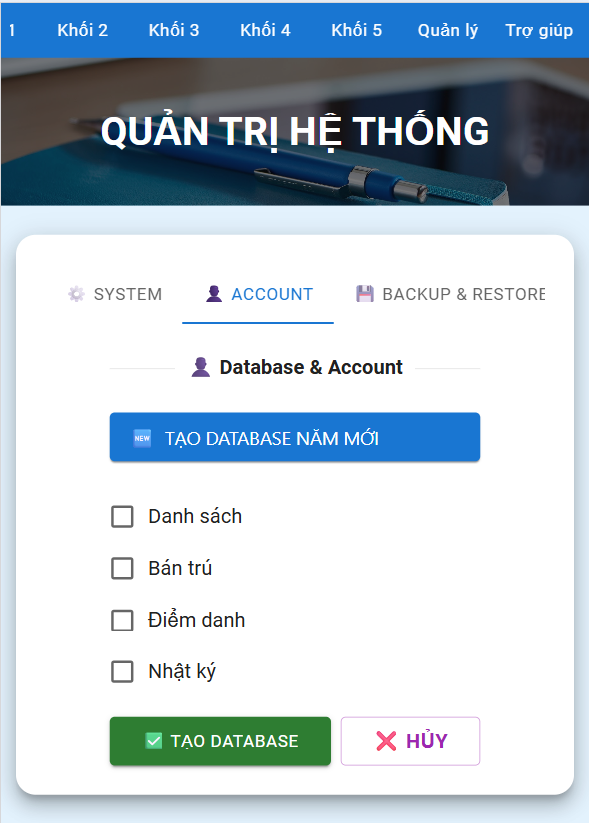 1 Khối 2 Khối 3 Khối 4 Khối 5 Quản lý Trợ giúp
QUẢN TRỊ HỆ THỐNG
SYSTEM ACCOUNT BACKUP & RESTORE
Database & Account
NEW TẠO DATABASE NĂM MỚI
Danh sách
Bán trú
Điểm danh
Nhật ký
TẠO DATABASE HỦY